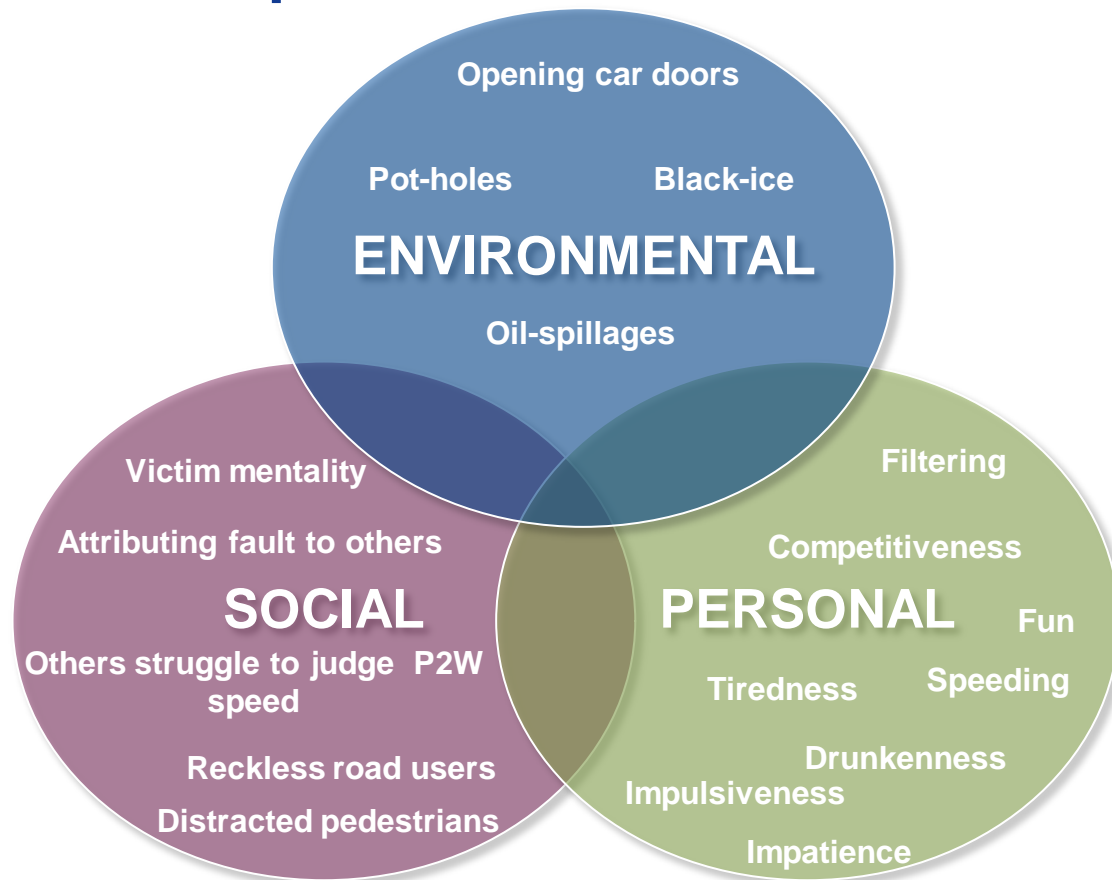 Opening car doors
Pot-holes
Black-ice
ENVIRONMENTAL
Oil-spillages
Victim mentality
Attributing fault to others
SOCIAL
Others struggle to judge P2W
speed
Reckless road users
Distracted pedestrians
Filtering
Competitiveness
PERSONAL
Fun
Tiredness
Speeding
Drunkenness
Impulsiveness
Impatience